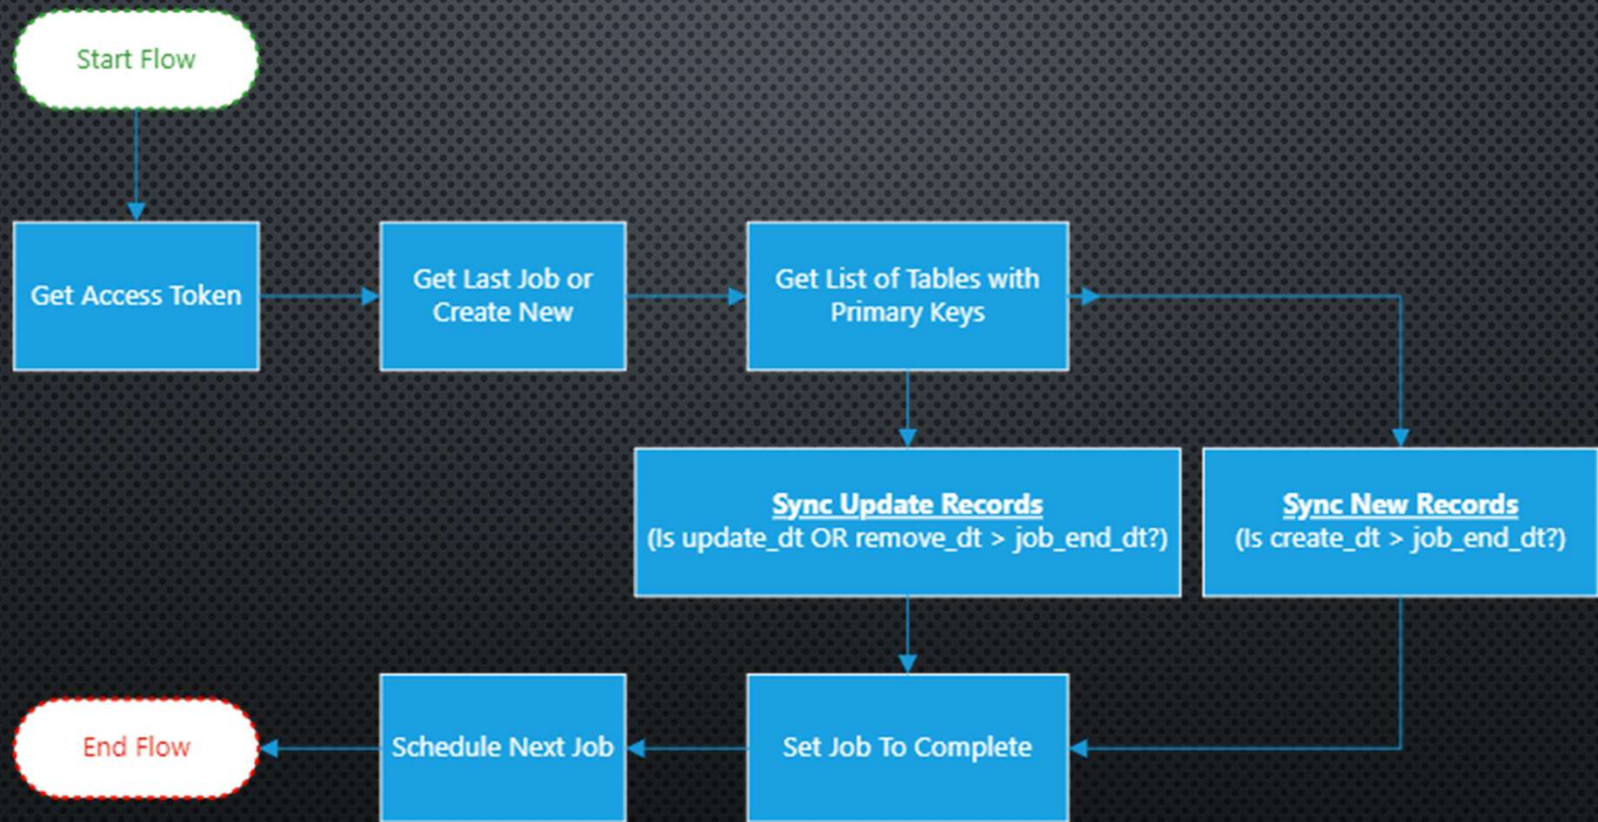 Start Flow
Get Access Token
Get Last Job or
Create New
Get List of Tables with
Primary Keys
Sync Update Records
(Is update_dt OR remove_dt > job_end_dt?)
Sync New Records
(Is create_dt > job_end_dt?)
End Flow
Schedule Next Job
Set Job To Complete